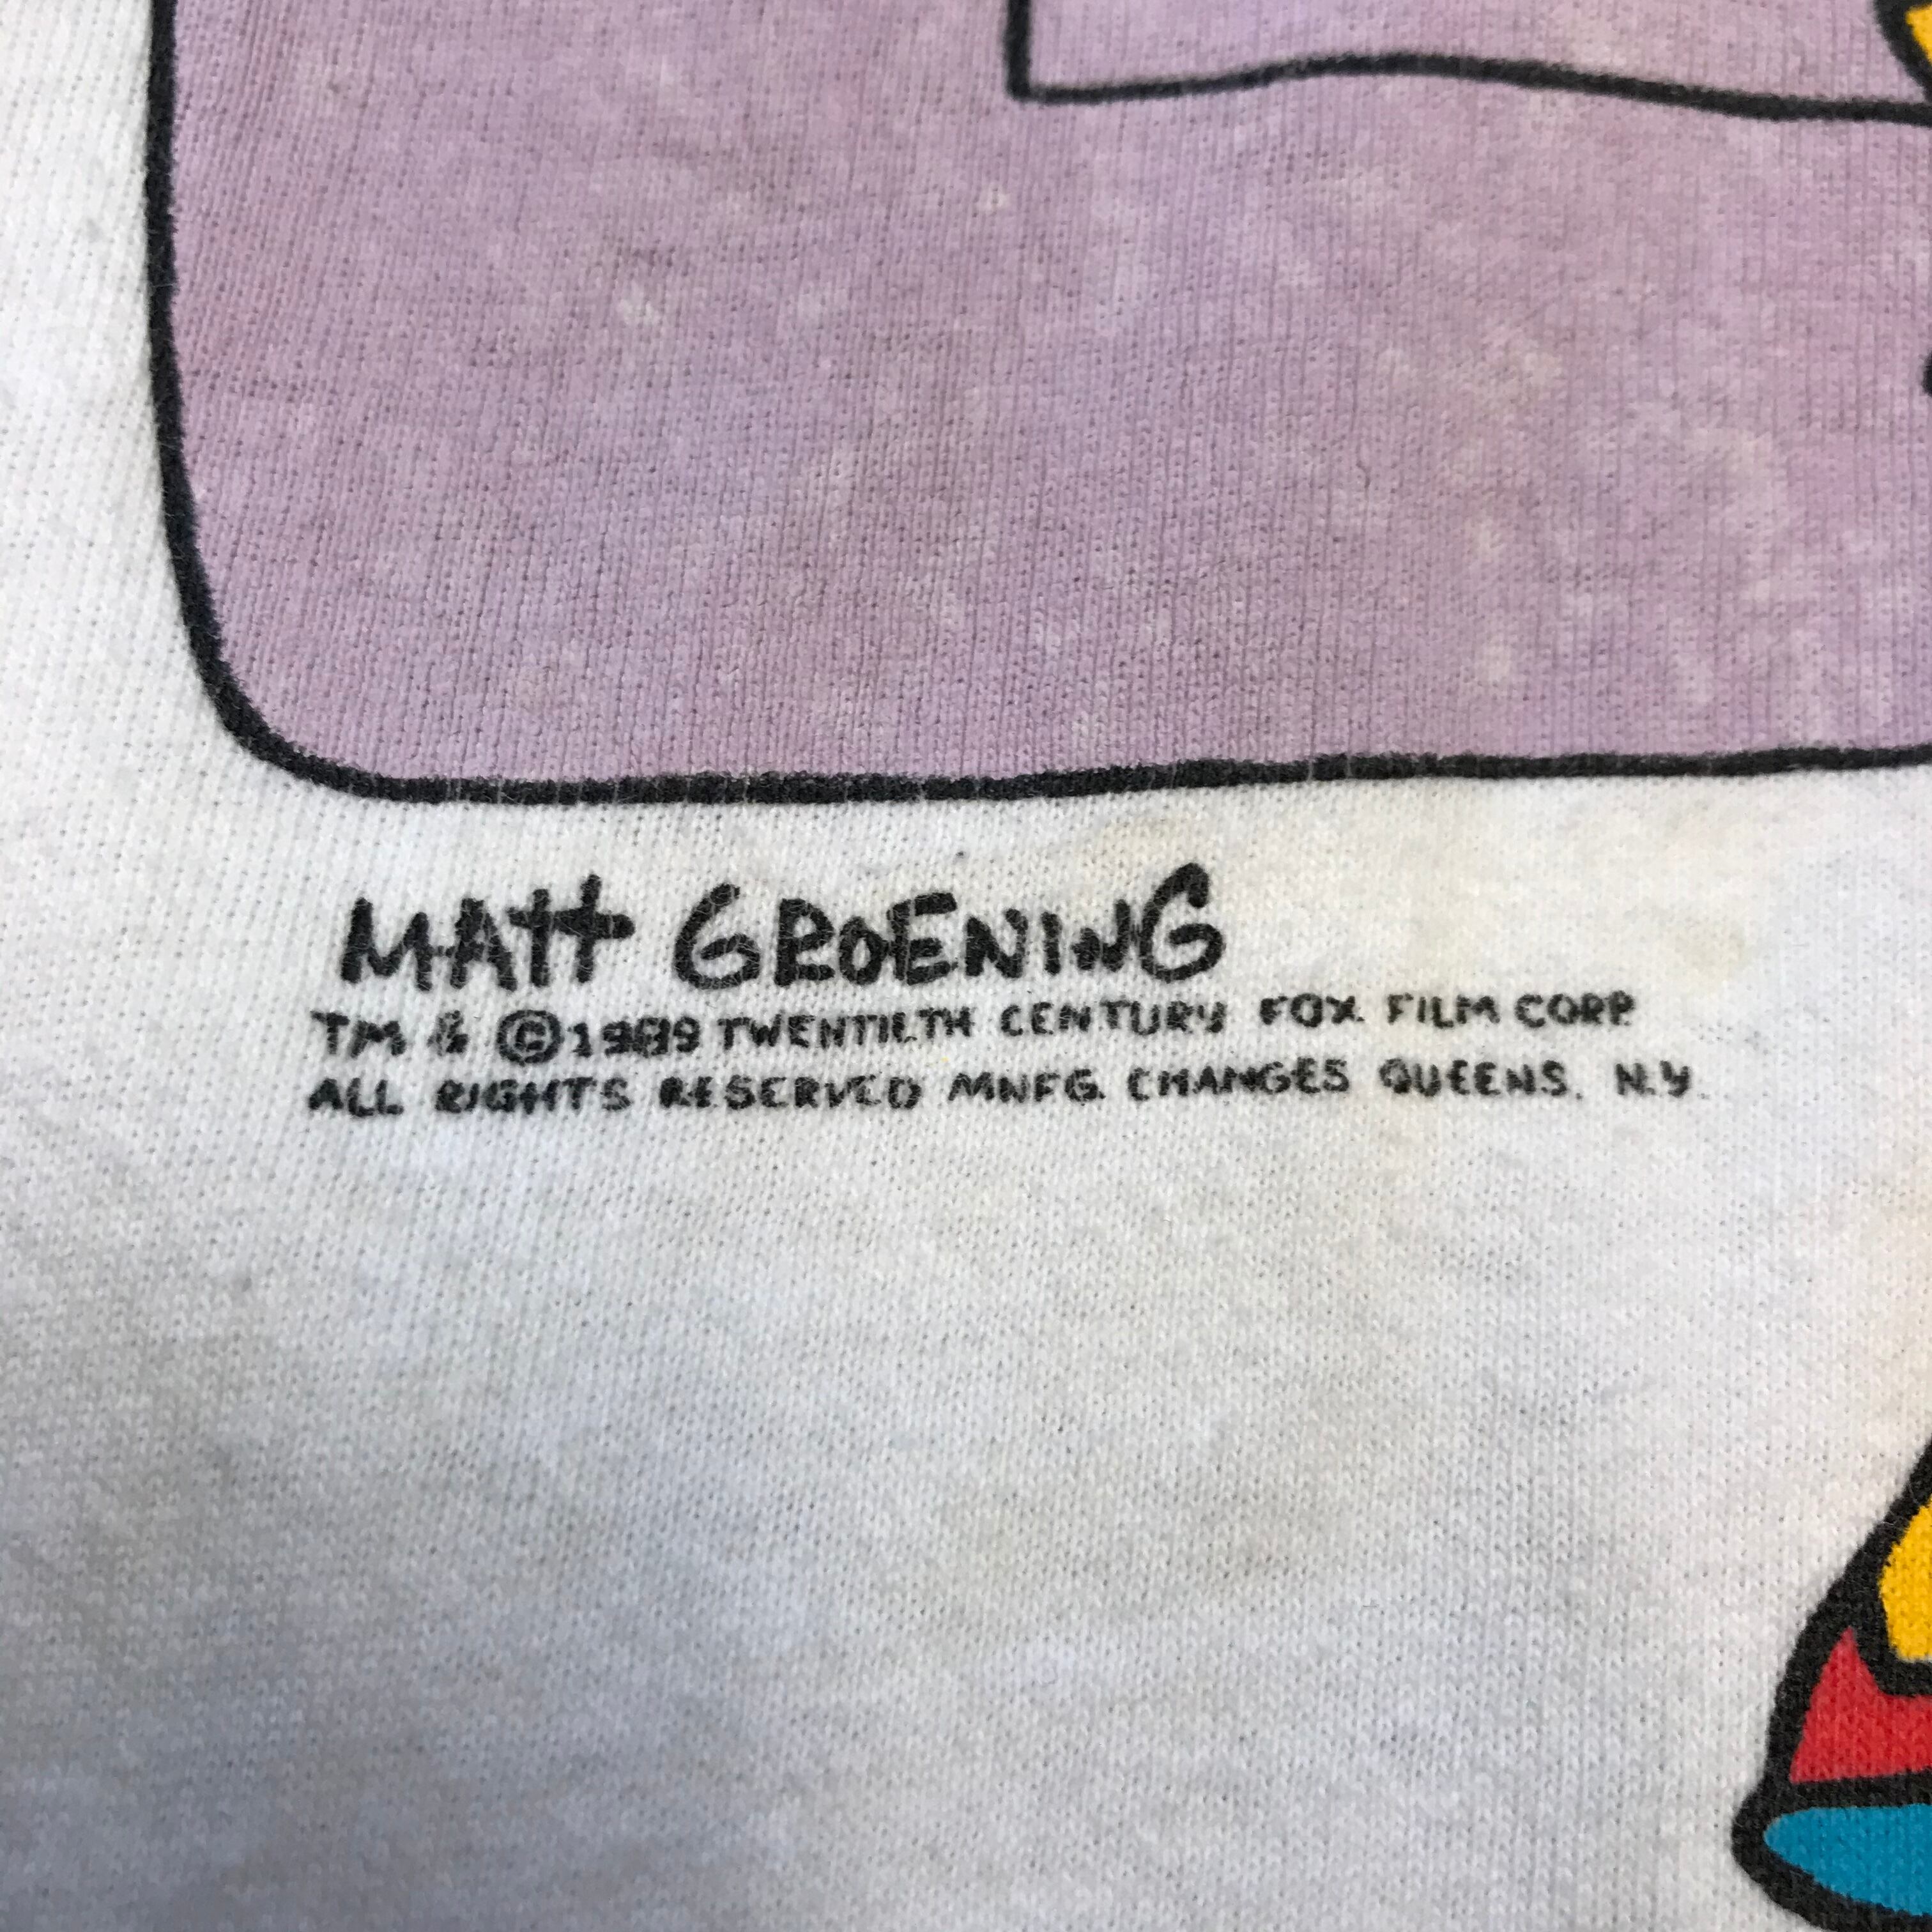 MATT GROENING
TM & ©1989 TWENTIETH CENTURY FOX FILM CORP.
ALL RIGHTS RESERVED MNFG. CHANGES QUEENS, N.Y.